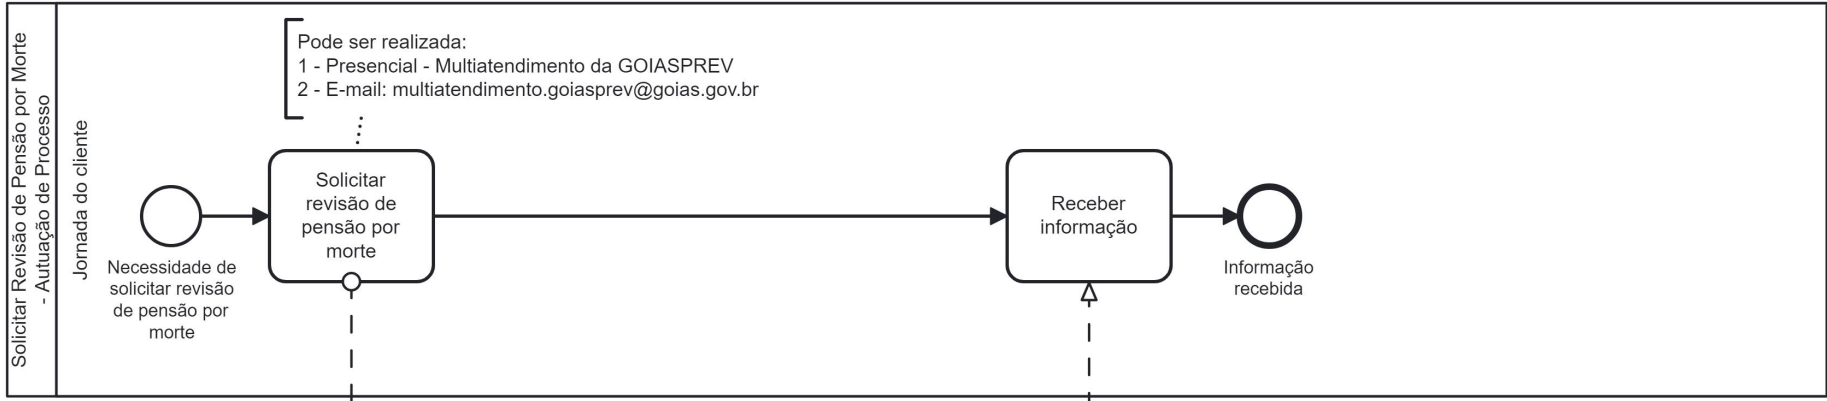 Solicitar Revisão de Pensão por Morte
- Autuação de Processo
Jornada do cliente
Pode ser realizada:
1 - Presencial - Multiatendimento da GOIASPREV
2 - E-mail: multiatendimento.goiasprev@goias.gov.br
Necessidade de
solicitar revisão
de pensão por
morte
Solicitar
revisão de
pensão por
morte
Receber
informação
Informação
recebida